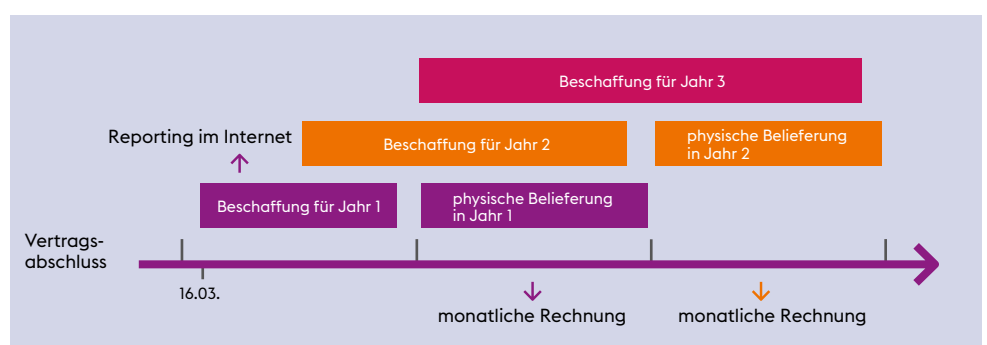 Beschaffung für Jahr 3
Reporting im Internet
Beschaffung für Jahr 2
physische Belieferung
in Jahr 2
Beschaffung für Jahr 1
physische Belieferung
in Jahr 1
Vertrags-
abschluss
16.03.
monatliche Rechnung
monatliche Rechnung